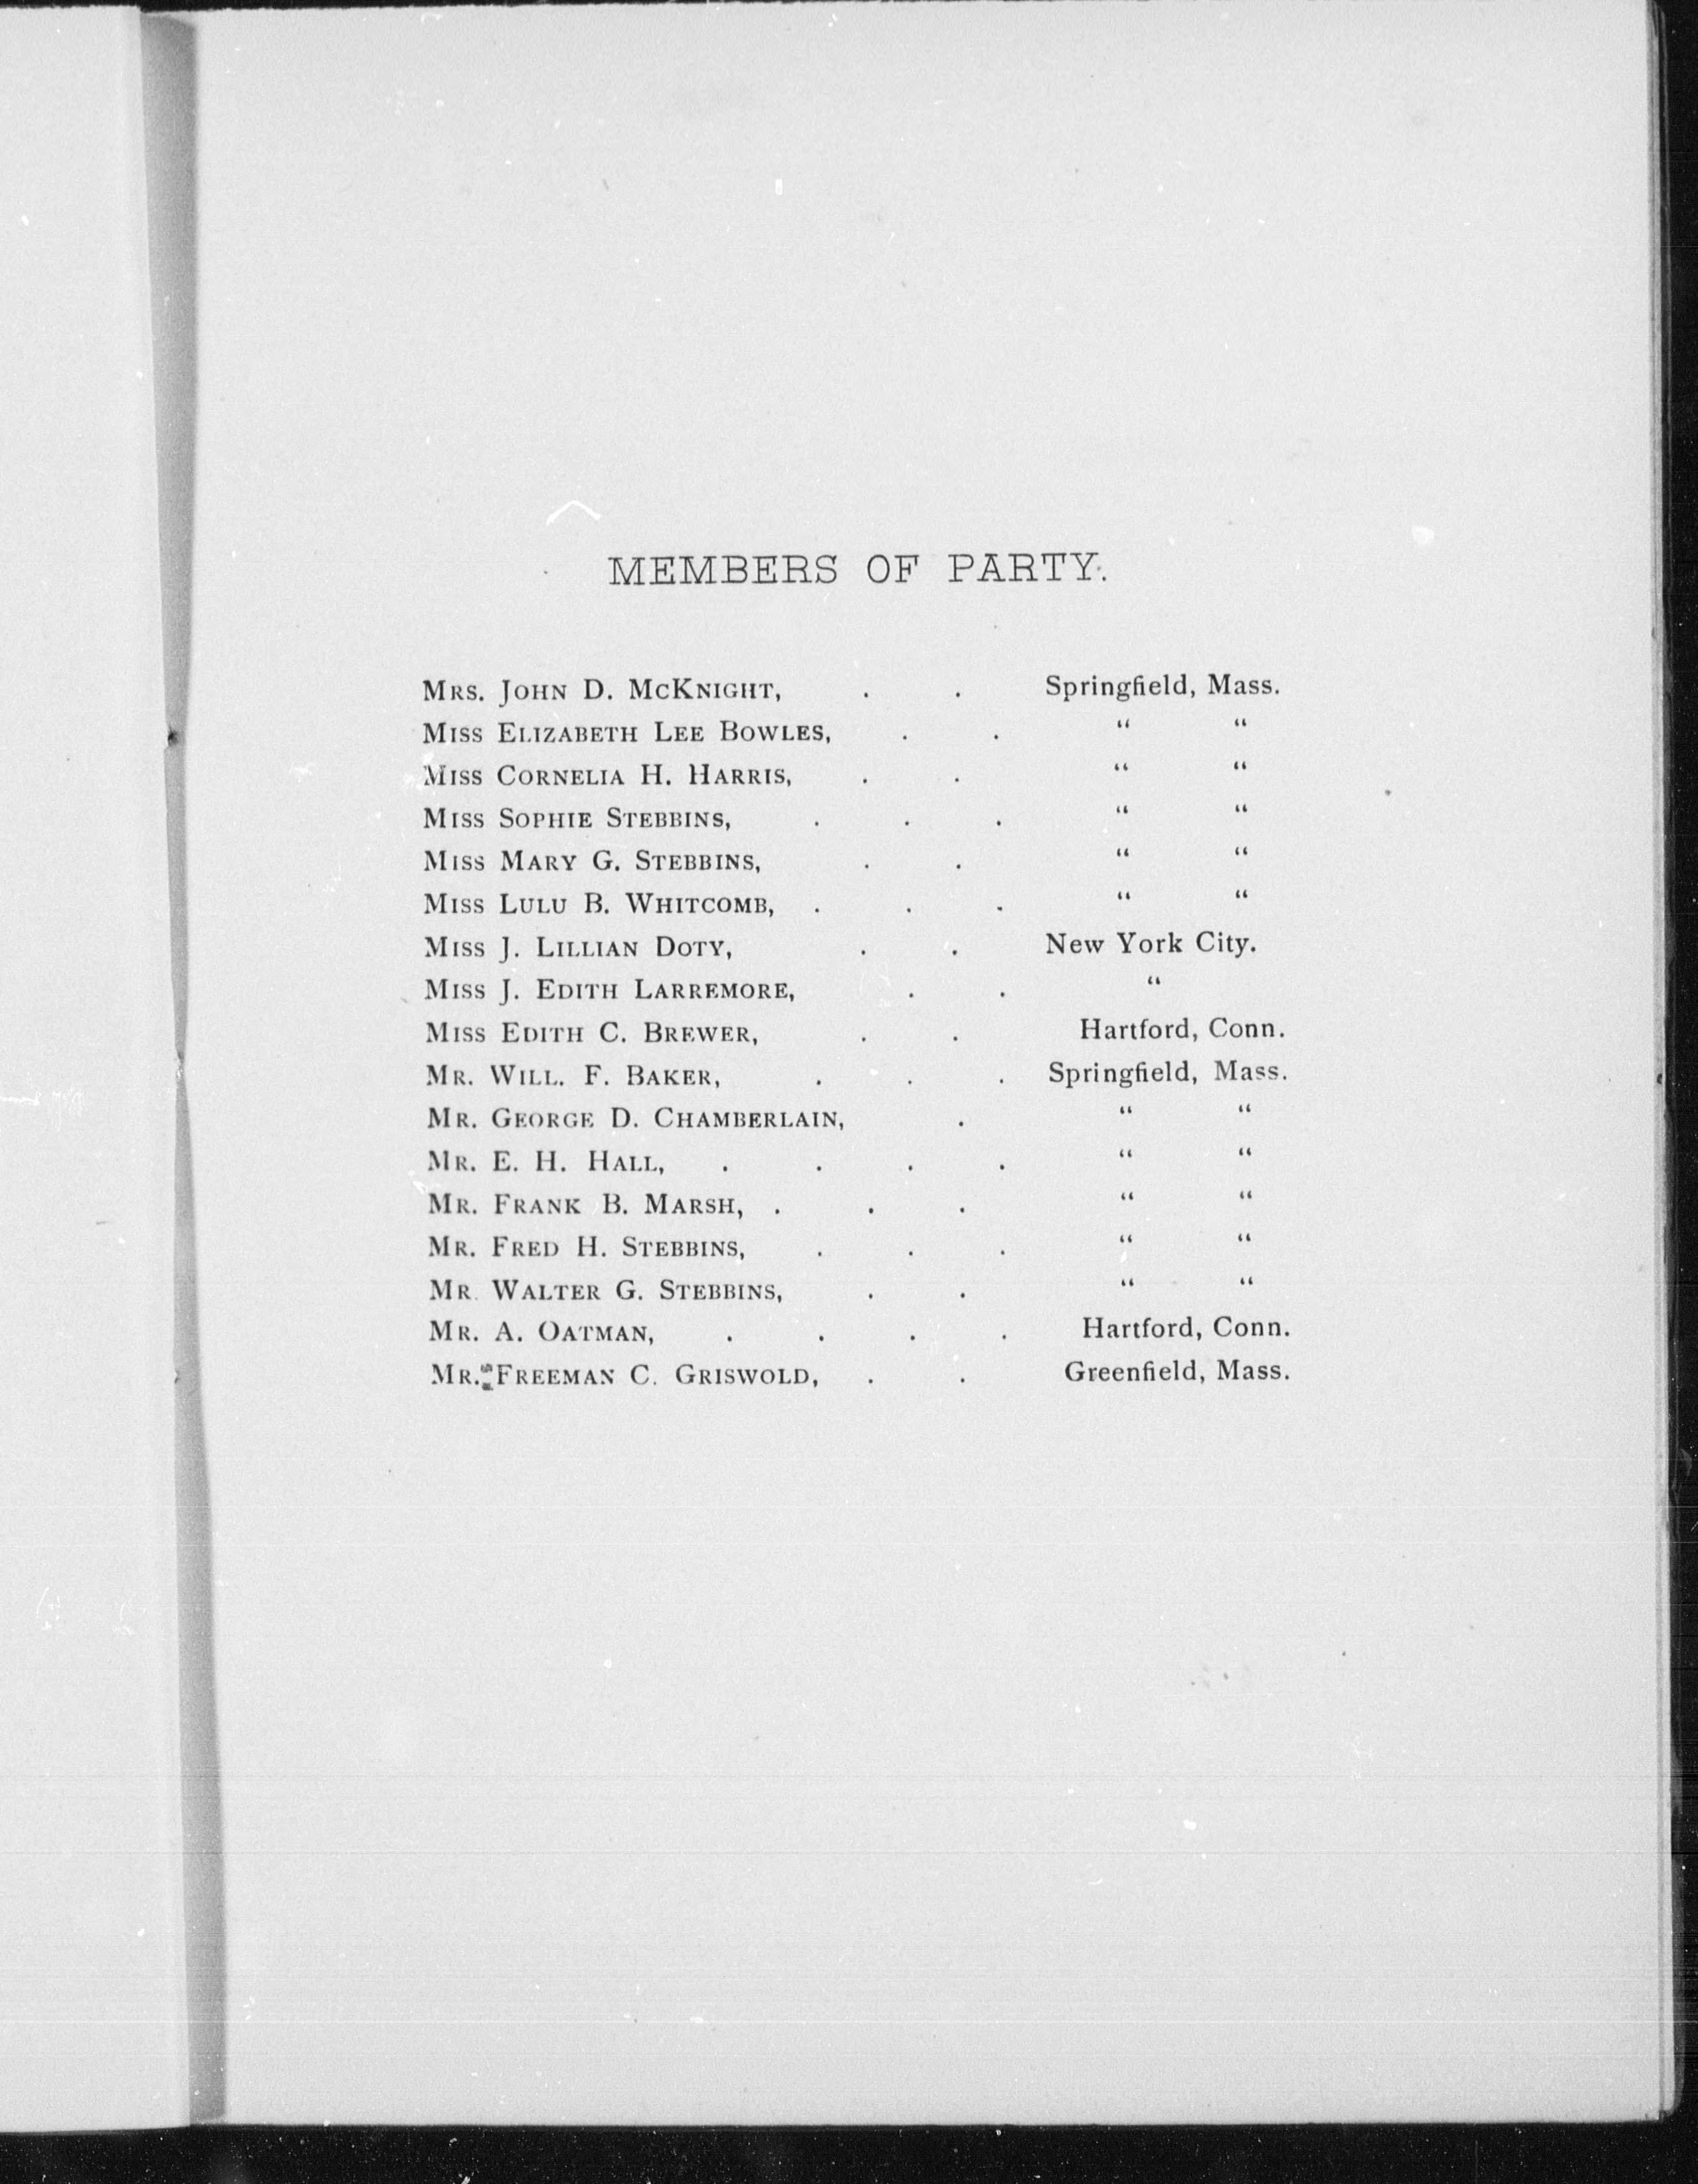 MEMBERS OF PARTY.
MRS. JOHN D. MCKNIGHT, . . Springfield, Mass.
MISS ELIZABETH LEE BOWLES, . . “ “
MISS CORNELIA H. HARRIS, . . “ “
MISS SOPHIE STEBBINS, . . . “ “
MISS MARY G. STEBBINS, . . “ “
MISS LULU B. WHITCOMB, . . . “ “
MISS J. LILLIAN DOTY, . . New York City.
MISS J. EDITH LARREMORE, . . “
MISS EDITH C. BREWER, . . Hartford, Conn.
MR. WILL. F. BAKER, . . . Springfield, Mass.
MR. GEORGE D. CHAMBERLAIN, . “ “
MR. E. H. HALL, . . . . “ “
MR. FRANK B. MARSH, . . . “ “
MR. FRED H. STEBBINS, . . . “ “
MR. WALTER G. STEBBINS, . . “ “
MR. A. OATMAN, . . . . Hartford, Conn.
MR. FREEMAN C. GRISWOLD, . . Greenfield, Mass.